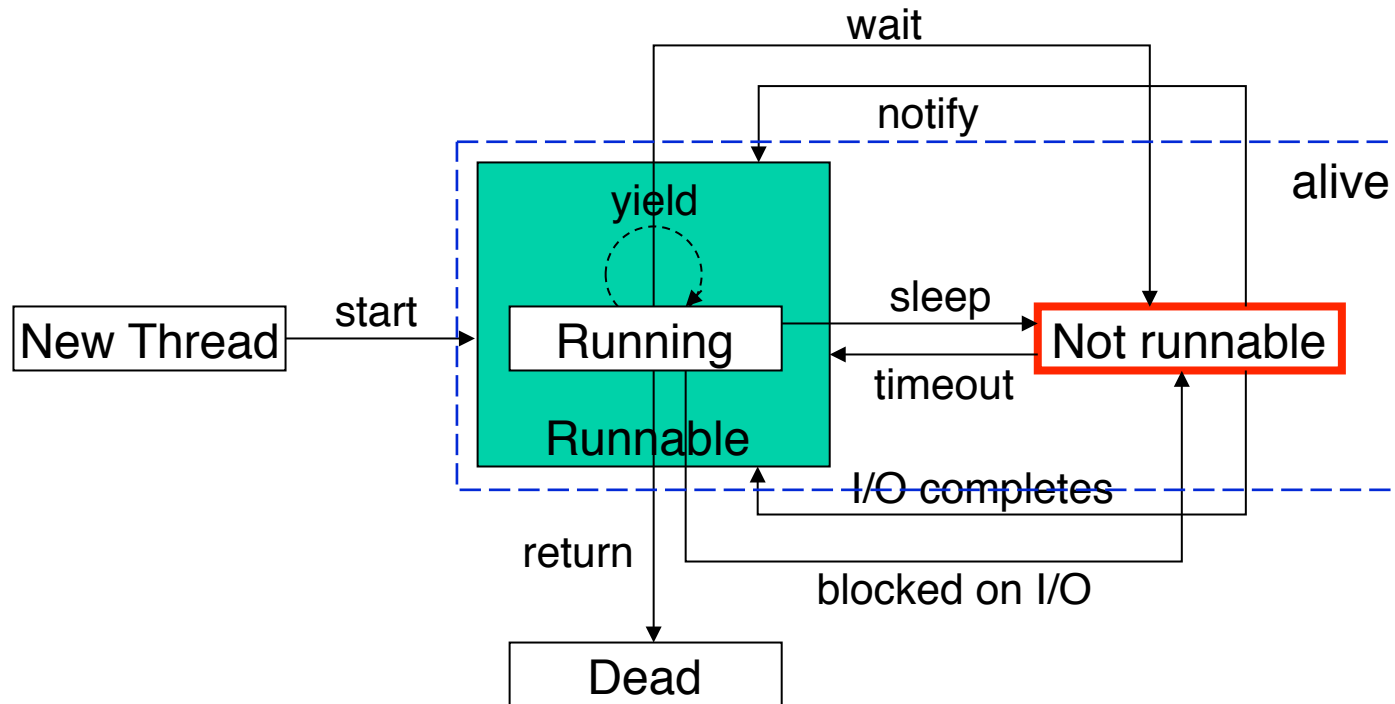 wait
notify
alive
yield
sleep
start
New Thread
Running
Not runnable
timeout
Runnable
I/O completes
return
blocked on I/O
Dead